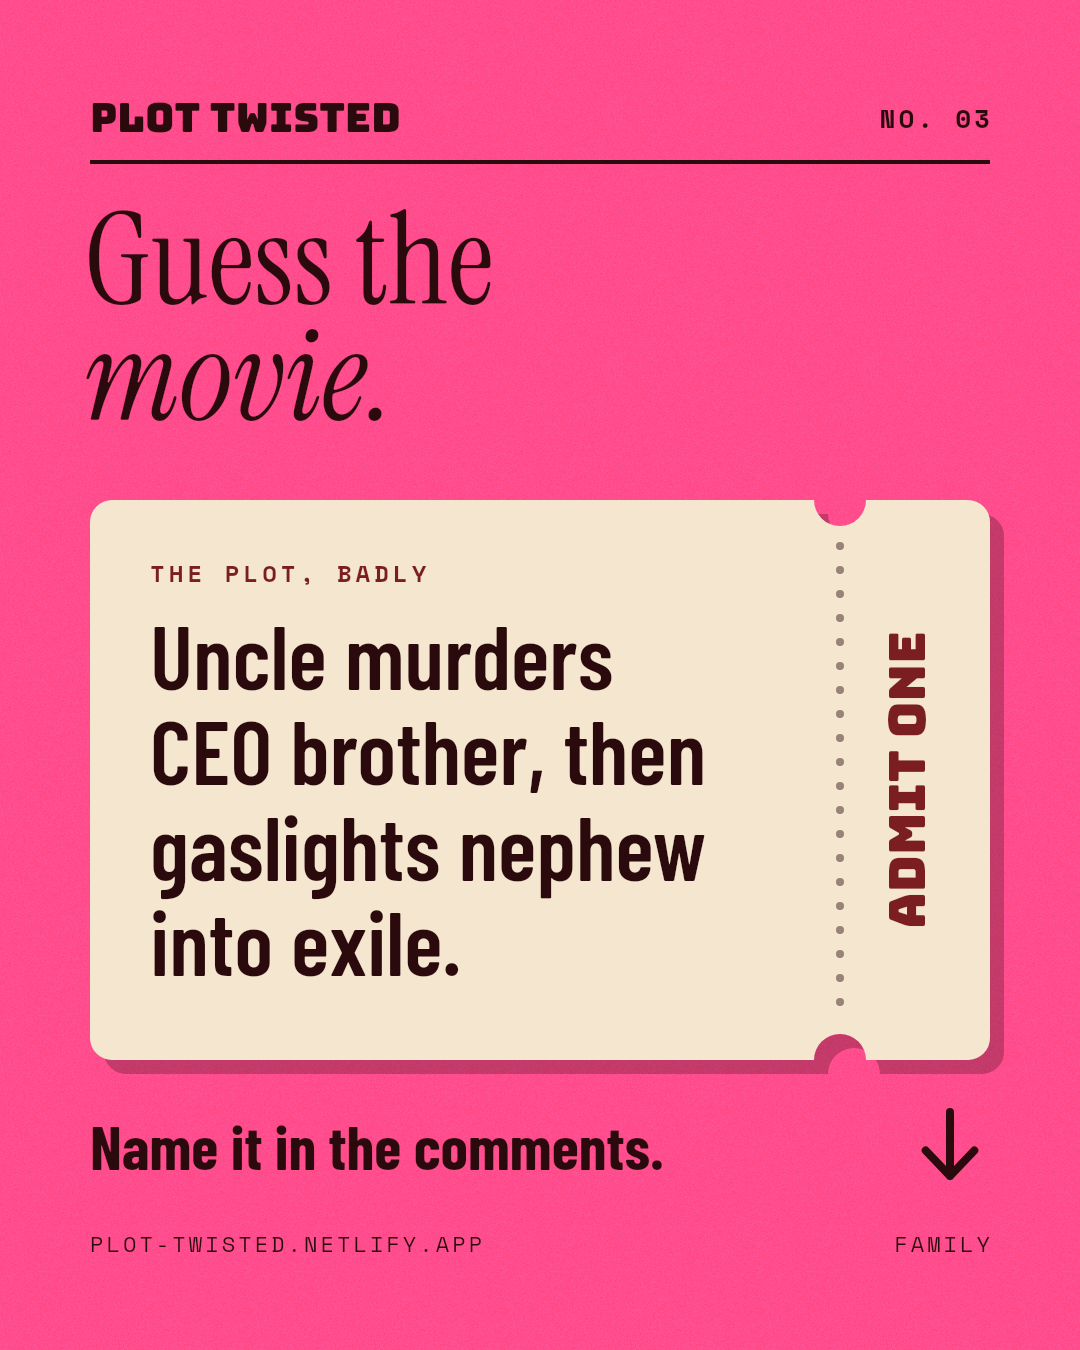 PLOT TWISTED
NO. 03
Guess the
movie.
THE PLOT, BADLY
Uncle murders
CEO brother, then
gaslights nephew
into exile.
ADMIT ONE
Name it in the comments.
PLOT-TWISTED.NETLIFY.APP
FAMILY